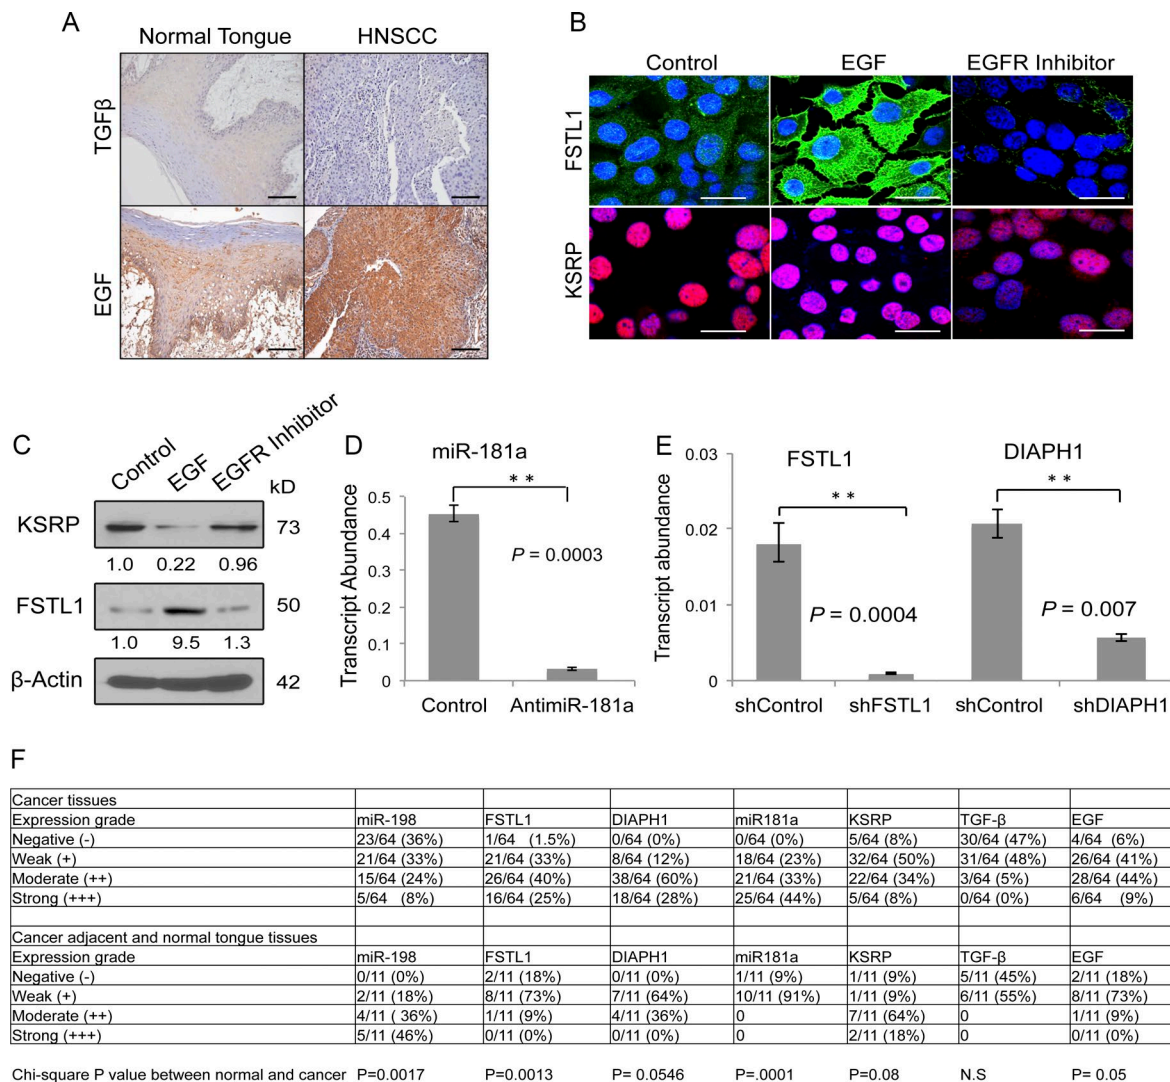 A
Normal Tongue HNSCC
TGFβ
EGF
B
Control EGF EGFR Inhibitor
FSTL1
KSRP
C
Control EGF EGFR Inhibitor
kD
KSRP 73
1.0 0.22 0.96
FSTL1 50
1.0 9.5 1.3
β-Actin 42
D
miR-181a
Transcript Abundance
0.5
0.4
0.3
0.2
0.1
0
* *
P = 0.0003
Control AntimiR-181a
E
FSTL1 DIAPH1
Transcript abundance
0.03
0.02
0.01
0
* * * *
P = 0.0004 P = 0.007
shControl shFSTL1 shControl shDIAPH1
F
Cancer tissues
Expression grade miR-198 FSTL1 DIAPH1 miR181a KSRP TGF-β EGF
Negative (-) 23/64 (36%) 1/64 (1.5%) 0/64 (0%) 0/64 (0%) 5/64 (8%) 30/64 (47%) 4/64 (6%)
Weak (+) 21/64 (33%) 21/64 (33%) 8/64 (12%) 18/64 (23%) 32/64 (50%) 31/64 (48%) 26/64 (41%)
Moderate (++) 15/64 (24%) 26/64 (40%) 38/64 (60%) 21/64 (33%) 22/64 (34%) 3/64 (5%) 28/64 (44%)
Strong (+++) 5/64 (8%) 16/64 (25%) 18/64 (28%) 25/64 (44%) 5/64 (8%) 0/64 (0%) 6/64 (9%)
Cancer adjacent and normal tongue tissues
Expression grade miR-198 FSTL1 DIAPH1 miR181a KSRP TGF-β EGF
Negative (-) 0/11 (0%) 2/11 (18%) 0/11 (0%) 1/11 (9%) 1/11 (9%) 5/11 (45%) 2/11 (18%)
Weak (+) 2/11 (18%) 8/11 (73%) 7/11 (64%) 10/11 (91%) 1/11 (9%) 6/11 (55%) 8/11 (73%)
Moderate (++) 4/11 ( 36%) 1/11 (9%) 4/11 (36%) 0 7/11 (64%) 0 1/11 (9%)
Strong (+++) 5/11 (46%) 0/11 (0%) 0/11 (0%) 0 2/11 (18%) 0 0/11 (0%)
Chi-square P value between normal and cancer P=0.0017 P=0.0013 P= 0.0546 P=.0001 P=0.08 N.S P= 0.05